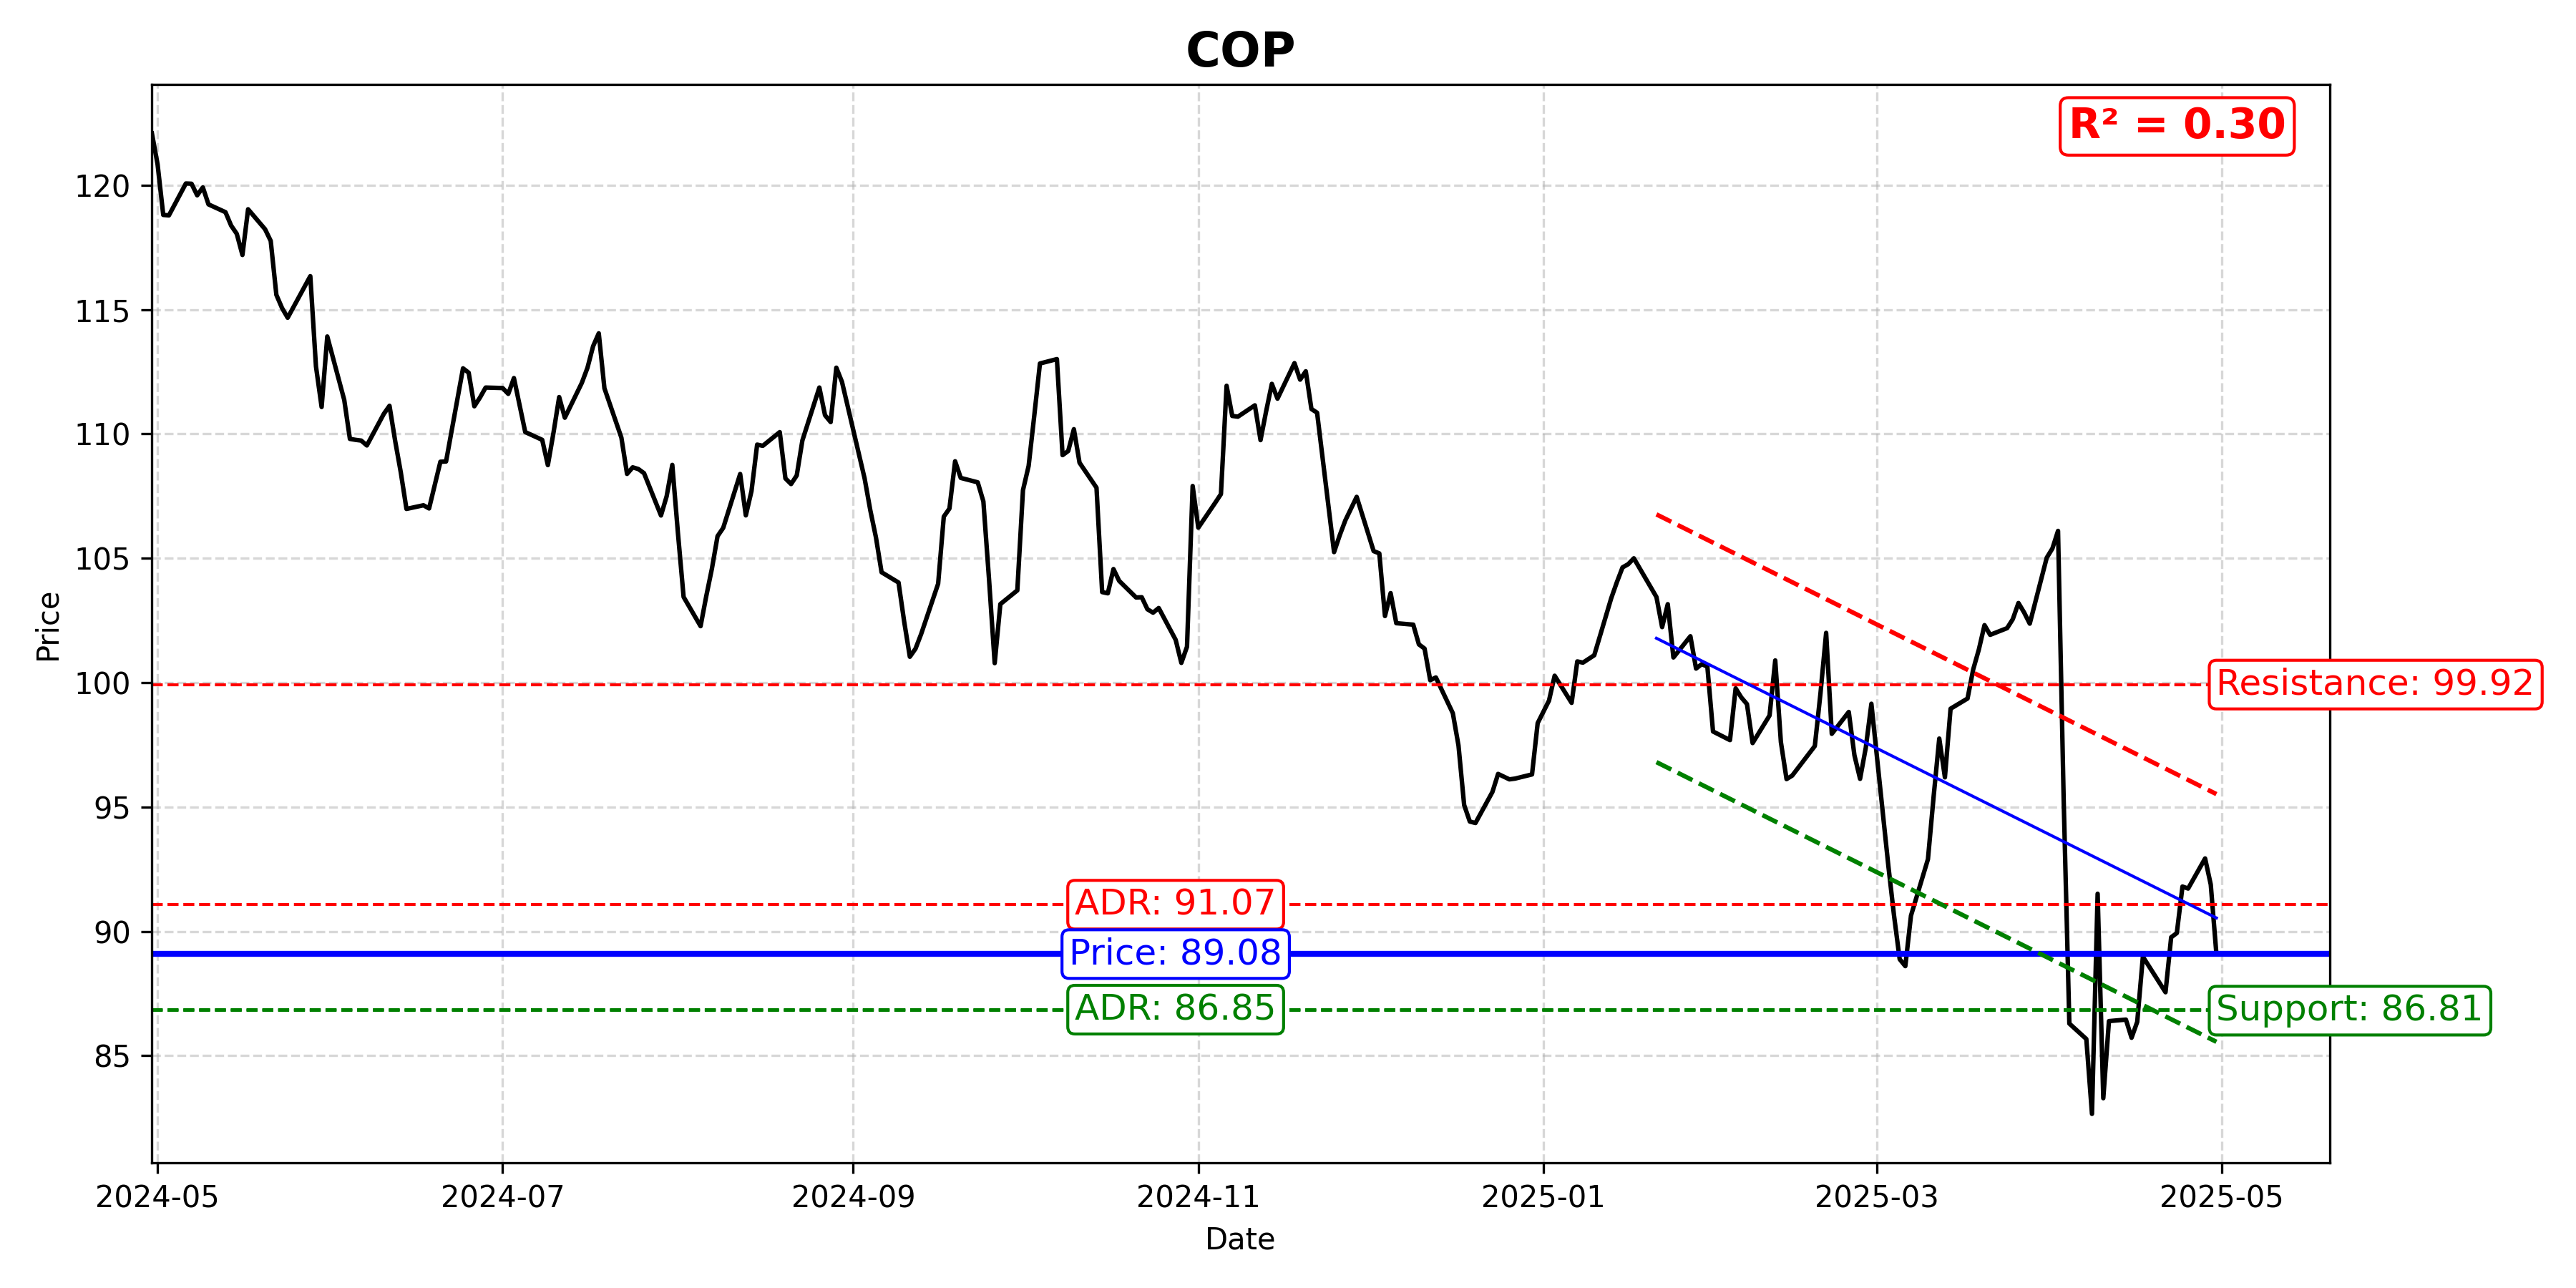 COP
R² = 0.30
120
115
110
105
100
95
90
85
Price
Resistance: 99.92
ADR: 91.07
Price: 89.08
ADR: 86.85
Support: 86.81
2024-05
2024-07
2024-09
2024-11
2025-01
2025-03
2025-05
Date